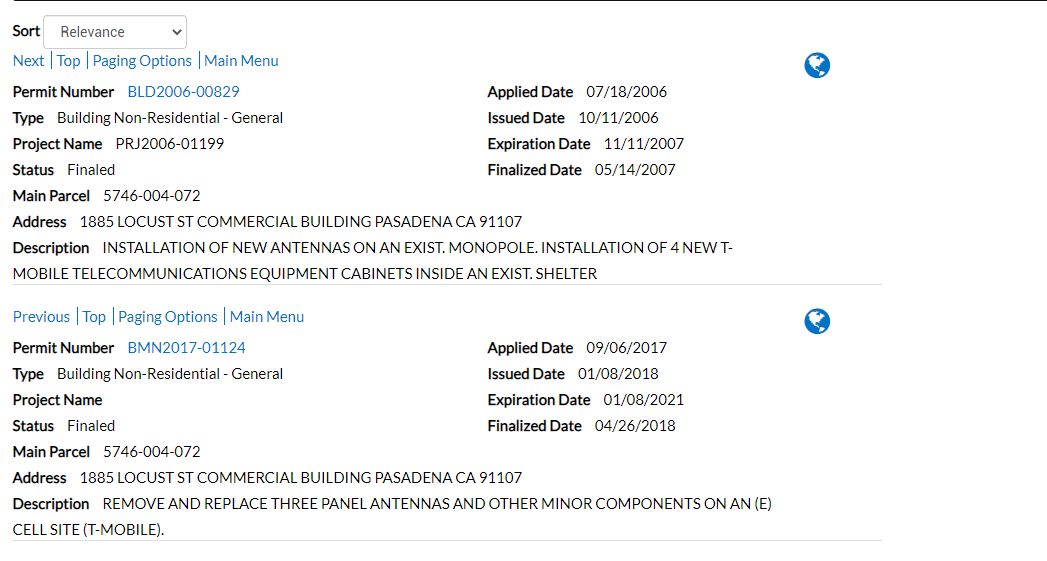 Sort Relevance
Next | Top | Paging Options | Main Menu
Permit Number BLD2006-00829 Applied Date 07/18/2006
Type Building Non-Residential - General Issued Date 10/11/2006
Project Name PRJ2006-01199 Expiration Date 11/11/2007
Status Finaled Finalized Date 05/14/2007
Main Parcel 5746-004-072
Address 1885 LOCUST ST COMMERCIAL BUILDING PASADENA CA 91107
Description INSTALLATION OF NEW ANTENNAS ON AN EXIST. MONOPOLE. INSTALLATION OF 4 NEW T-
MOBILE TELECOMMUNICATIONS EQUIPMENT CABINETS INSIDE AN EXIST. SHELTER
Previous | Top | Paging Options | Main Menu
Permit Number BMN2017-01124 Applied Date 09/06/2017
Type Building Non-Residential - General Issued Date 01/08/2018
Project Name Expiration Date 01/08/2021
Status Finaled Finalized Date 04/26/2018
Main Parcel 5746-004-072
Address 1885 LOCUST ST COMMERCIAL BUILDING PASADENA CA 91107
Description REMOVE AND REPLACE THREE PANEL ANTENNAS AND OTHER MINOR COMPONENTS ON AN (E)
CELL SITE (T-MOBILE).